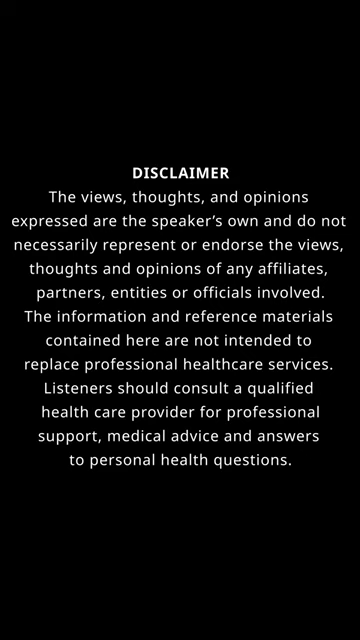 DISCLAIMER
The views, thoughts, and opinions
expressed are the speaker’s own and do not
necessarily represent or endorse the views,
thoughts and opinions of any affiliates,
partners, entities or officials involved.
The information and reference materials
contained here are not intended to
replace professional healthcare services.
Listeners should consult a qualified
health care provider for professional
support, medical advice and answers
to personal health questions.